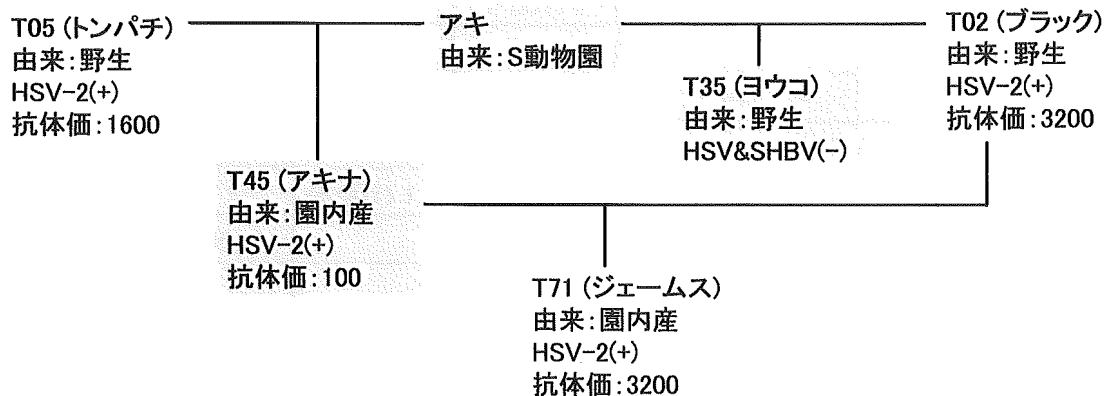 T05 (トンパチ)
由来:野生
HSV-2(+)
抗体価:1600
アキ
由来:S動物園
T02 (ブラック)
由来:野生
HSV-2(+)
抗体価:3200
T35 (ヨウコ)
由来:野生
HSV&SHBV(-)
T45 (アキナ)
由来:園内産
HSV-2(+)
抗体価:100
T71 (ジェームス)
由来:園内産
HSV-2(+)
抗体価:3200